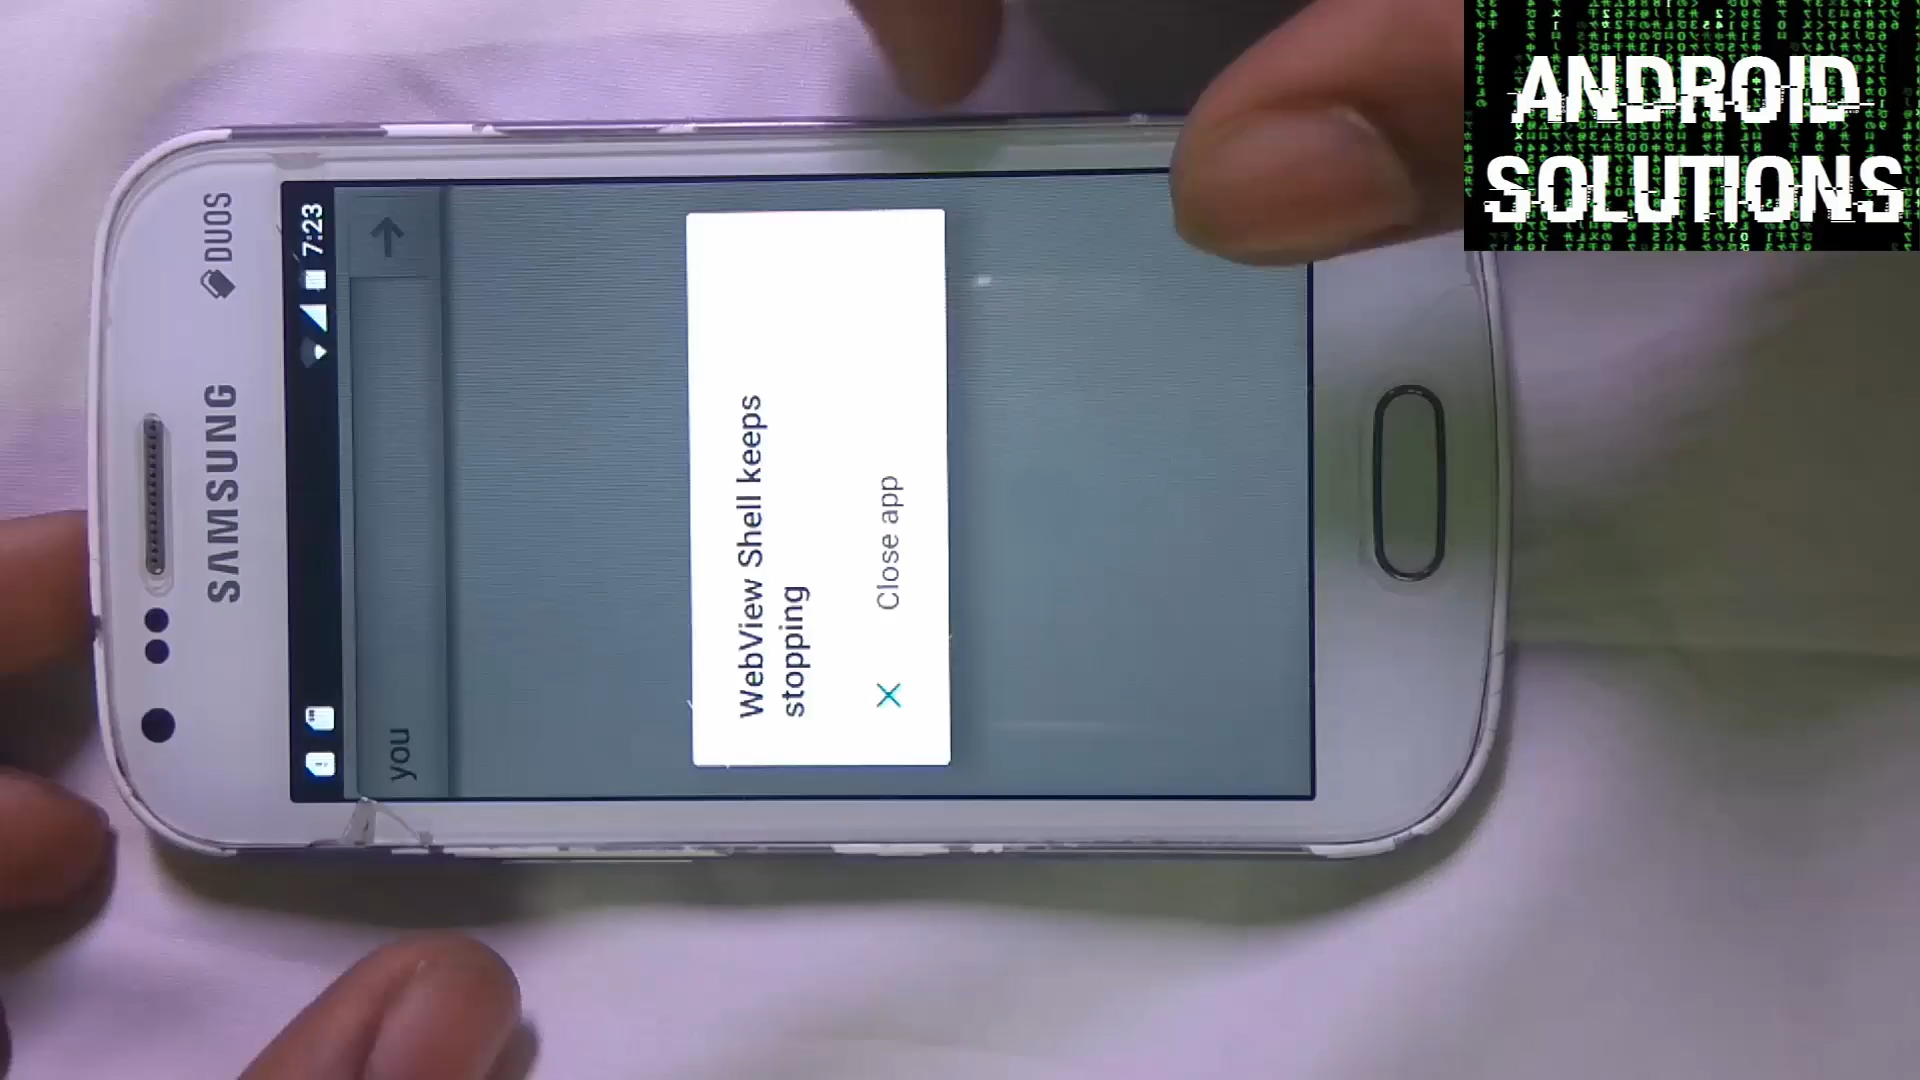 ANDROID
SOLUTIONS
SAMSUNG
DUOS
7:23
you
WebView Shell keeps
stopping
Close app